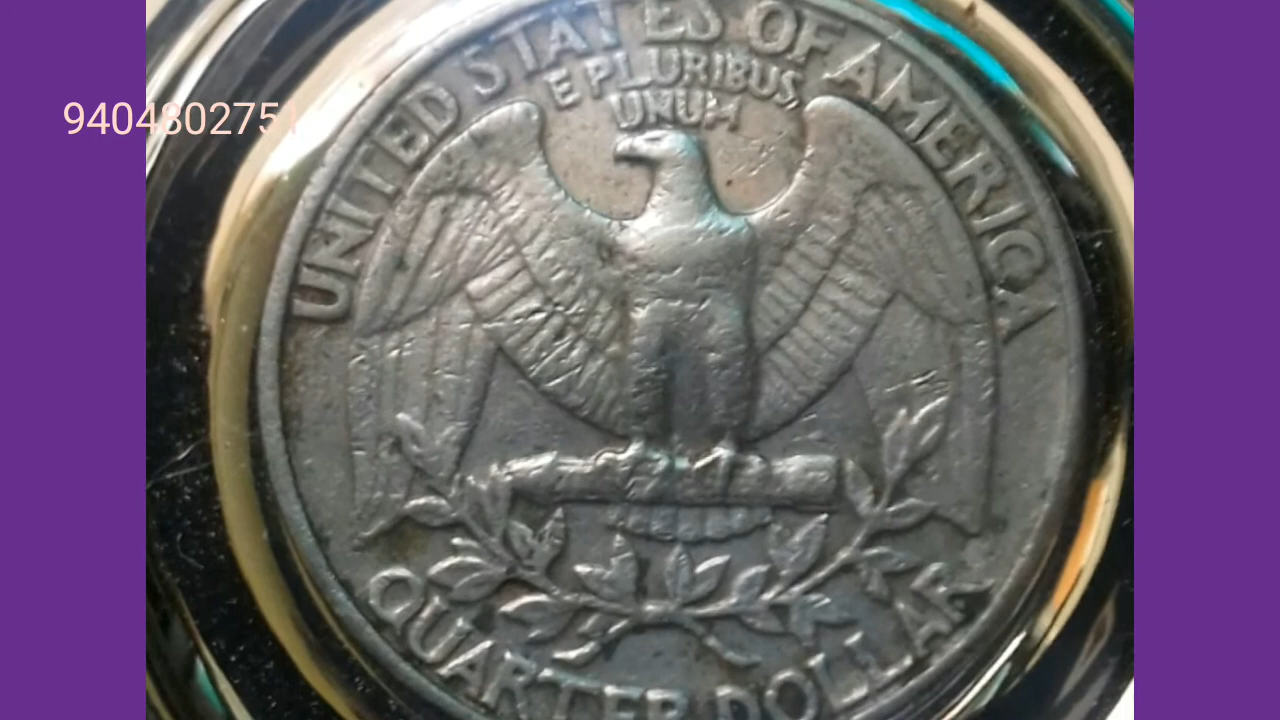 UNITED STATES OF AMERICA
E PLURIBUS
UNUM
9404802751
QUARTER DOLLAR